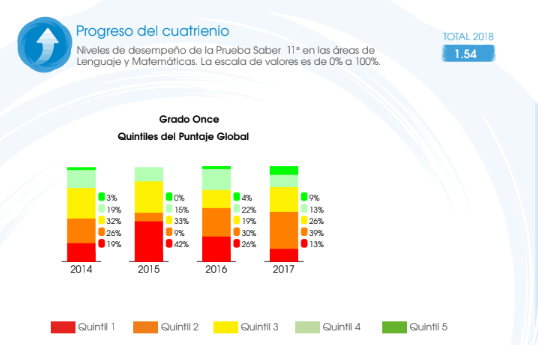 Progreso del cuatrienio
TOTAL 2018
Niveles de desempeño de la Prueba Saber 11° en las áreas de
Lenguaje y Matemáticas. La escala de valores es de 0% a 100%.
1.54
Grado Once
Quintiles del Puntaje Global
3% 0% 4% 9%
19% 15% 22% 13%
32% 33% 19% 26%
26% 9% 30% 39%
19% 42% 26% 13%
2014 2015 2016 2017
Quintil 1 Quintil 2 Quintil 3 Quintil 4 Quintil 5